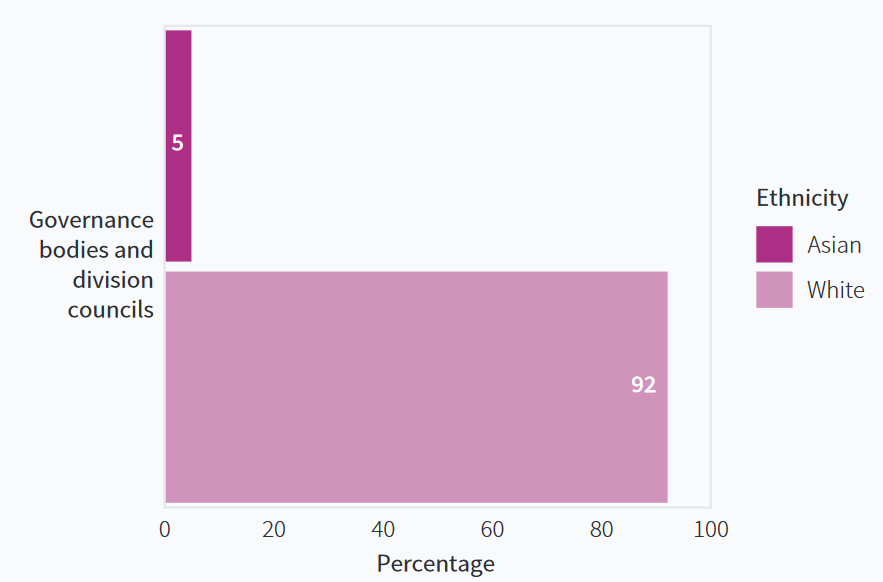 5
Governance
bodies and
division
councils
92
Ethnicity
Asian
White
0 20 40 60 80 100
Percentage